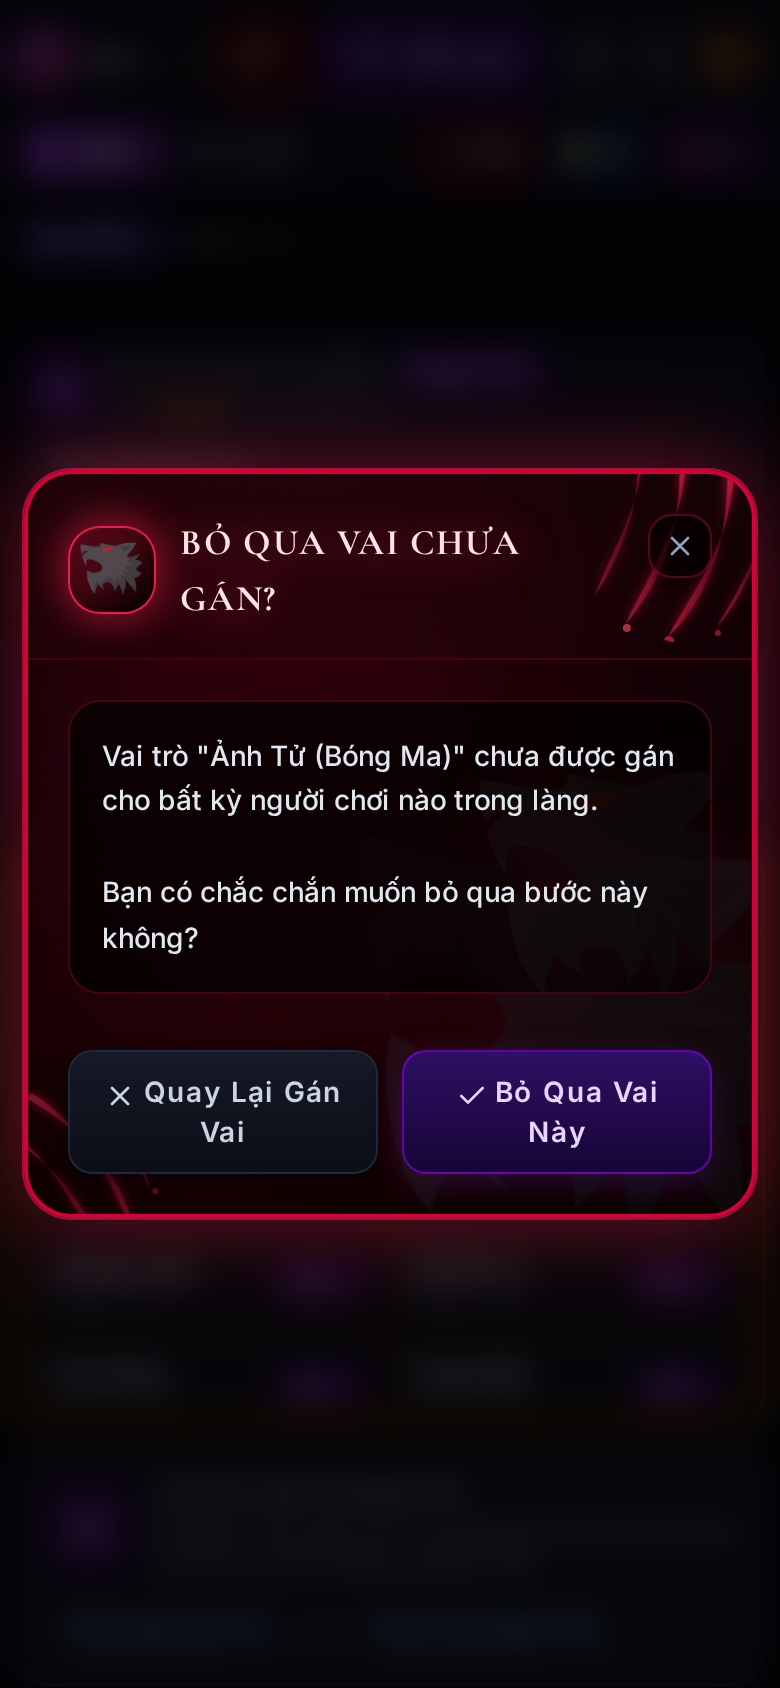 BỎ QUA VAI CHƯA
GÁN?
Vai trò "Ảnh Tử (Bóng Ma)" chưa được gán
cho bất kỳ người chơi nào trong làng.
Bạn có chắc chắn muốn bỏ qua bước này
không?
Quay Lại Gán
Vai
Bỏ Qua Vai
Này